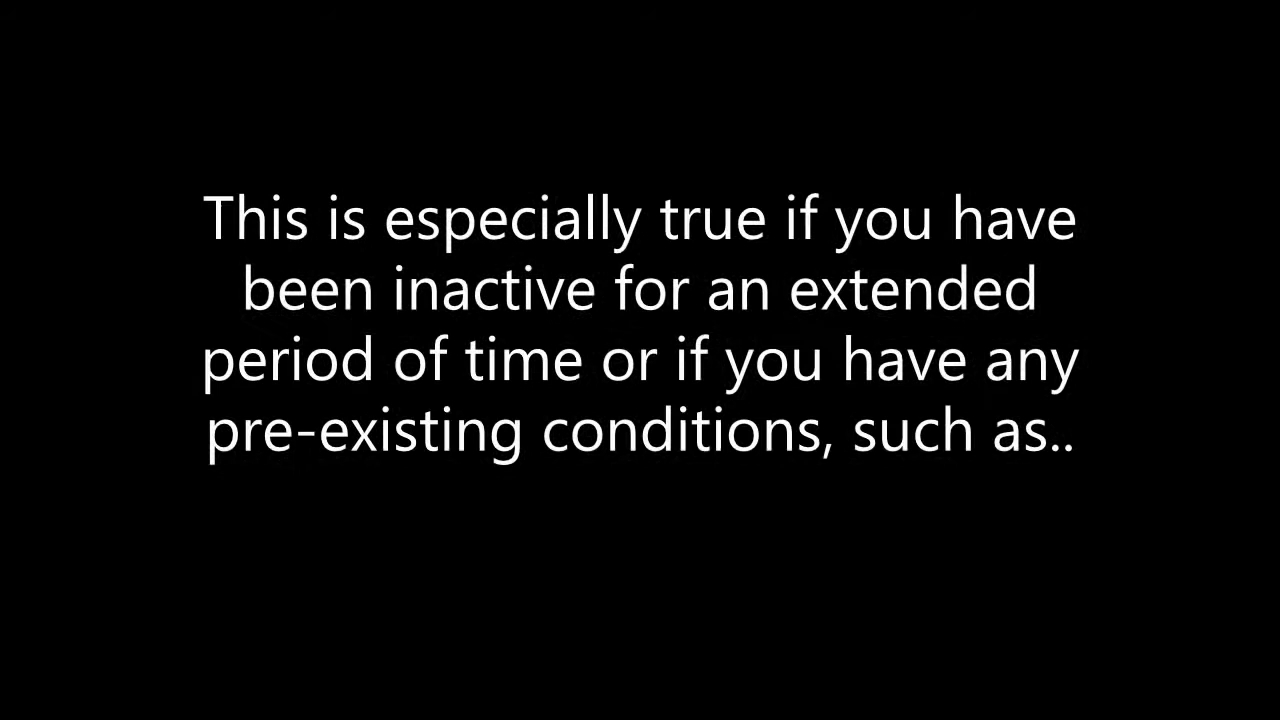 This is especially true if you have
been inactive for an extended
period of time or if you have any
pre-existing conditions, such as..